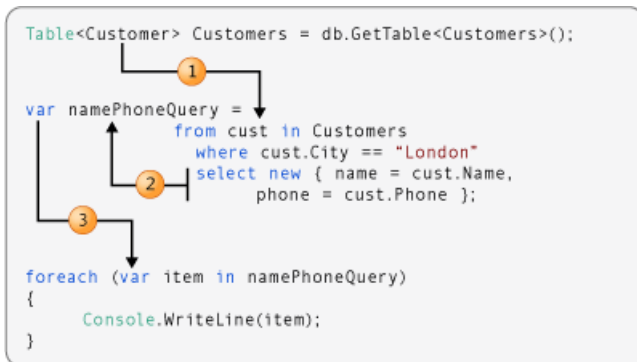 Table<Customer> Customers = db.GetTable<Customers>();
1
var namePhoneQuery =
from cust in Customers
where cust.City == “London”
2
select new { name = cust.Name,
phone = cust.Phone };
3
foreach (var item in namePhoneQuery)
{
Console.WriteLine(item);
}